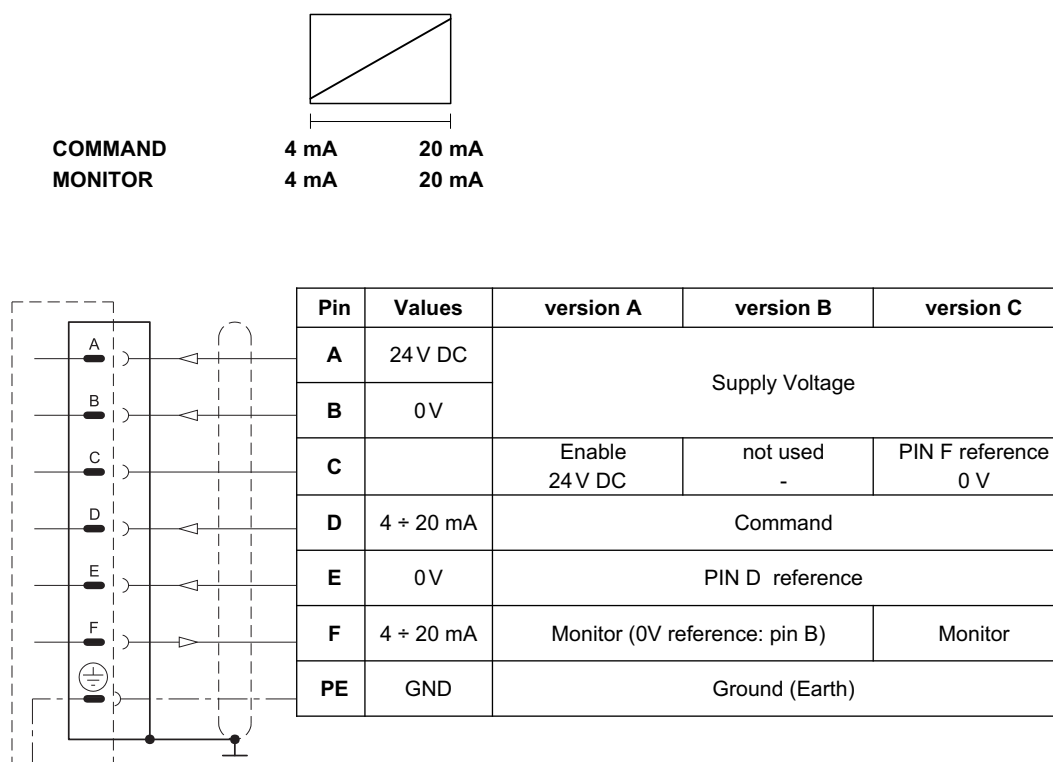 COMMAND 4 mA 20 mA
MONITOR 4 mA 20 mA
Pin Values version A version B version C
A A 24 V DC Supply Voltage
B B 0 V
C C Enable 24 V DC not used - PIN F reference 0 V
D D 4 ÷ 20 mA Command
E E 0 V PIN D reference
F F 4 ÷ 20 mA Monitor (0V reference: pin B) Monitor
PE GND Ground (Earth)